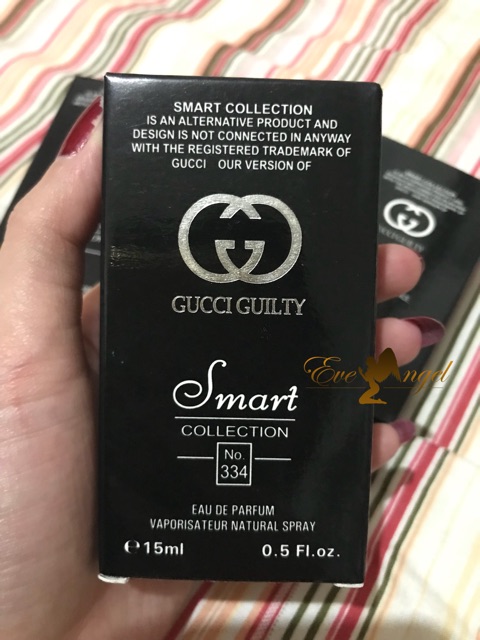 SMART COLLECTION
IS AN ALTERNATIVE PRODUCT AND
DESIGN IS NOT CONNECTED IN ANYWAY
WITH THE REGISTERED TRADEMARK OF
GUCCI OUR VERSION OF
GUCCI GUILTY
Smart
COLLECTION
No.
334
EAU DE PARFUM
VAPORISATEUR NATURAL SPRAY
℮15ml 0.5 Fl.oz.
Eve Angel